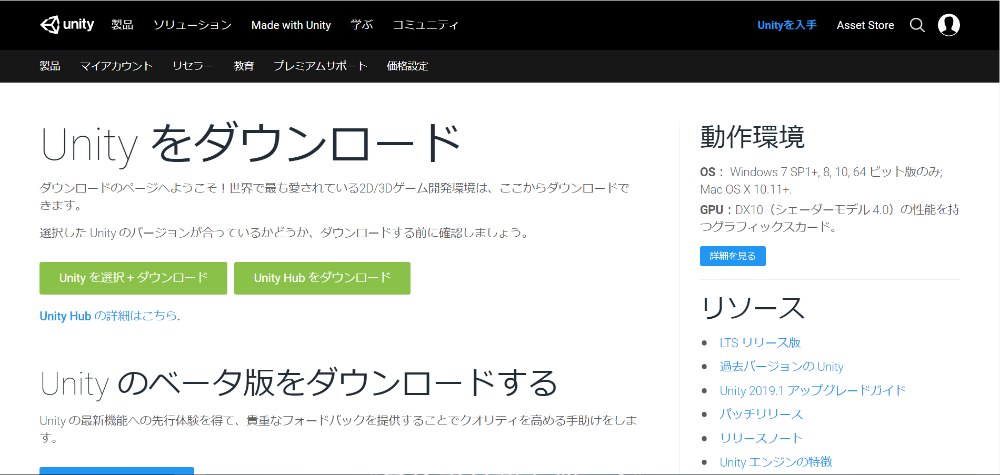 unity 製品 ソリューション Made with Unity 学ぶ コミュニティ Unityを入手 Asset Store
製品 マイアカウント リセラー 教育 プレミアムサポート 価格設定
Unity をダウンロード
ダウンロードのページへようこそ！世界で最も愛されている2D/3Dゲーム開発環境は、ここからダウンロードで
きます。
選択した Unity のバージョンが合っているかどうか、ダウンロードする前に確認しましょう。
Unity を選択 + ダウンロード Unity Hub をダウンロード
Unity Hub の詳細はこちら.
Unity のベータ版をダウンロードする
Unity の最新機能への先行体験を得て、貴重なフォードバックを提供することでクオリティを高める手助けをしま
す。
動作環境
OS： Windows 7 SP1+, 8, 10, 64 ビット版のみ;
Mac OS X 10.11+.
GPU：DX10（シェーダーモデル 4.0）の性能を持
つグラフィックスカード。
詳細を見る
リソース
LTS リリース版
過去バージョンの Unity
Unity 2019.1 アップグレードガイド
パッチリリース
リリースノート
Unity エンジンの特徴